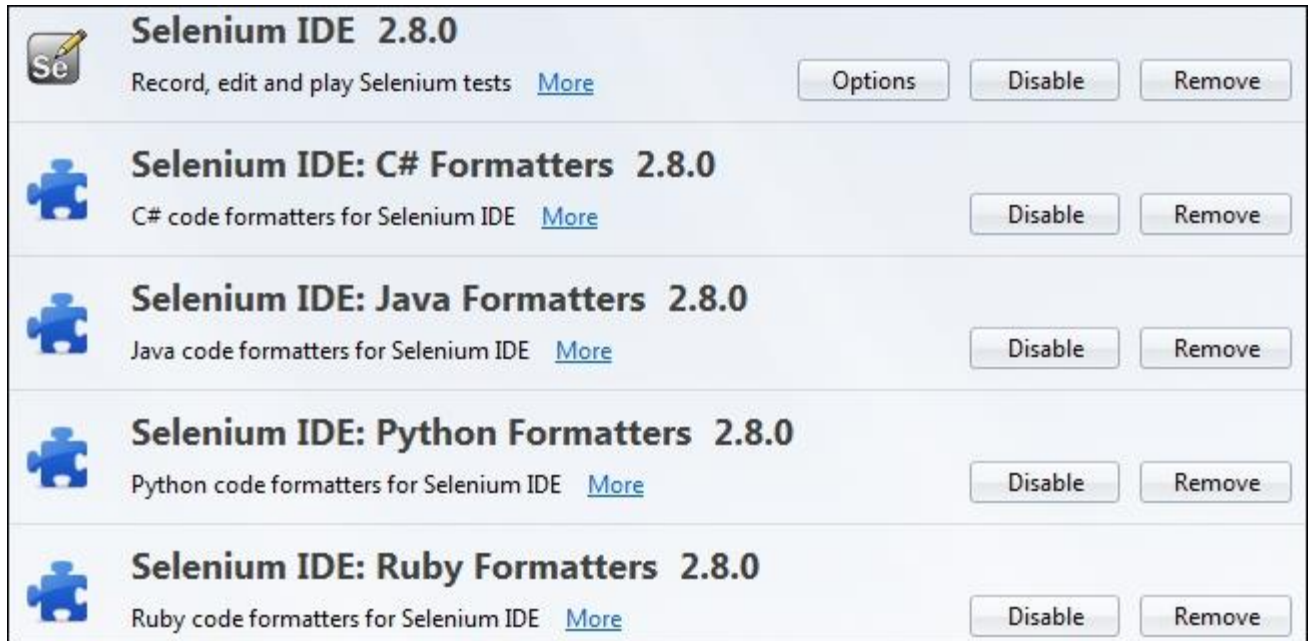 Selenium IDE 2.8.0
Se
Record, edit and play Selenium tests More Options Disable Remove
Selenium IDE: C# Formatters 2.8.0
C# code formatters for Selenium IDE More Disable Remove
Selenium IDE: Java Formatters 2.8.0
Java code formatters for Selenium IDE More Disable Remove
Selenium IDE: Python Formatters 2.8.0
Python code formatters for Selenium IDE More Disable Remove
Selenium IDE: Ruby Formatters 2.8.0
Ruby code formatters for Selenium IDE More Disable Remove